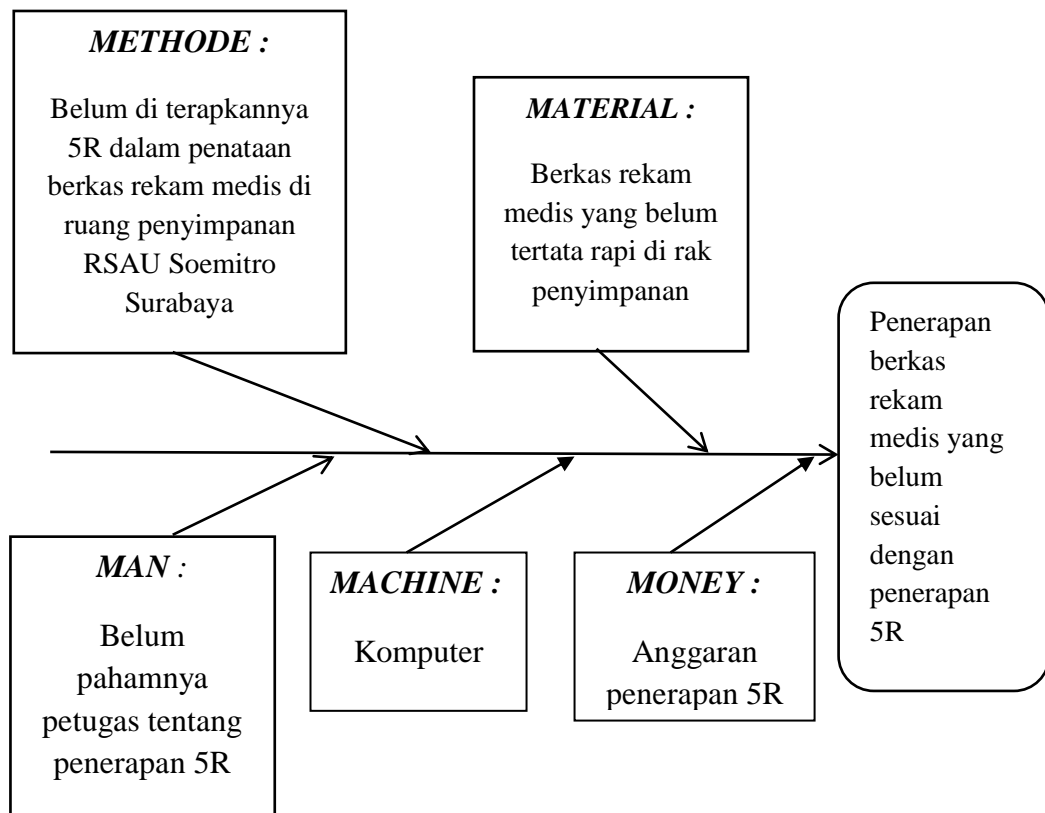 METHODE :
Belum di terapkannya
5R dalam penataan
berkas rekam medis di
ruang penyimpanan
RSAU Soemitro
Surabaya
MATERIAL :
Berkas rekam
medis yang belum
tertata rapi di rak
penyimpanan
Penerapan
berkas
rekam
medis yang
belum
sesuai
dengan
penerapan
5R
MAN :
Belum
pahamnya
petugas tentang
penerapan 5R
MACHINE :
Komputer
MONEY :
Anggaran
penerapan 5R